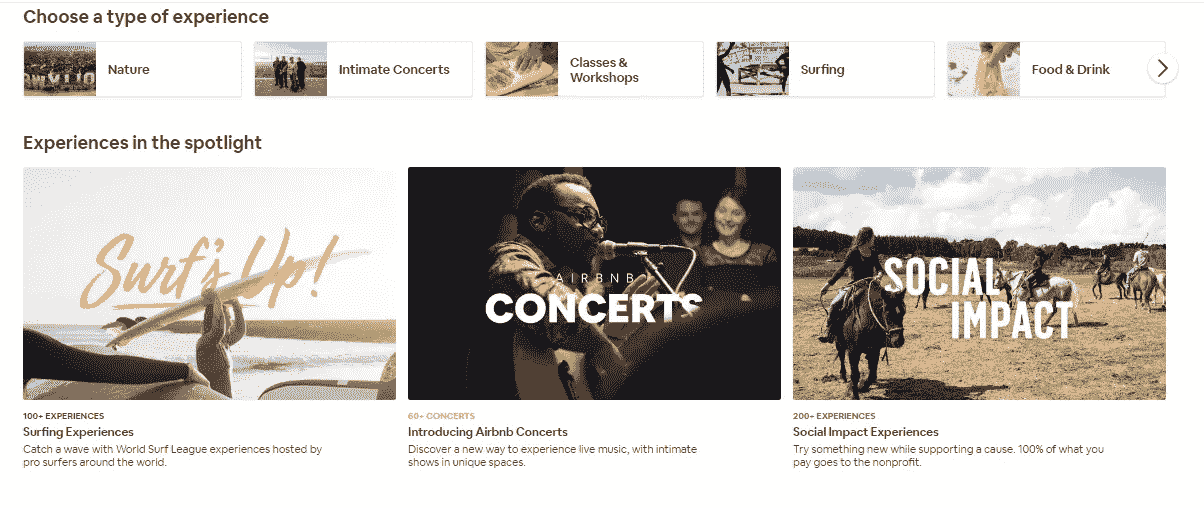 Choose a type of experience
Nature
Intimate Concerts
Classes &
Workshops
Surfing
Food & Drink
Experiences in the spotlight
Surf's Up!
AIRBNB
CONCERTS
SOCIAL
IMPACT
100+ EXPERIENCES
Surfing Experiences
Catch a wave with World Surf League experiences hosted by
pro surfers around the world.
60+ CONCERTS
Introducing Airbnb Concerts
Discover a new way to experience live music, with intimate
shows in unique spaces.
200+ EXPERIENCES
Social Impact Experiences
Try something new while supporting a cause. 100% of what you
pay goes to the nonprofit.